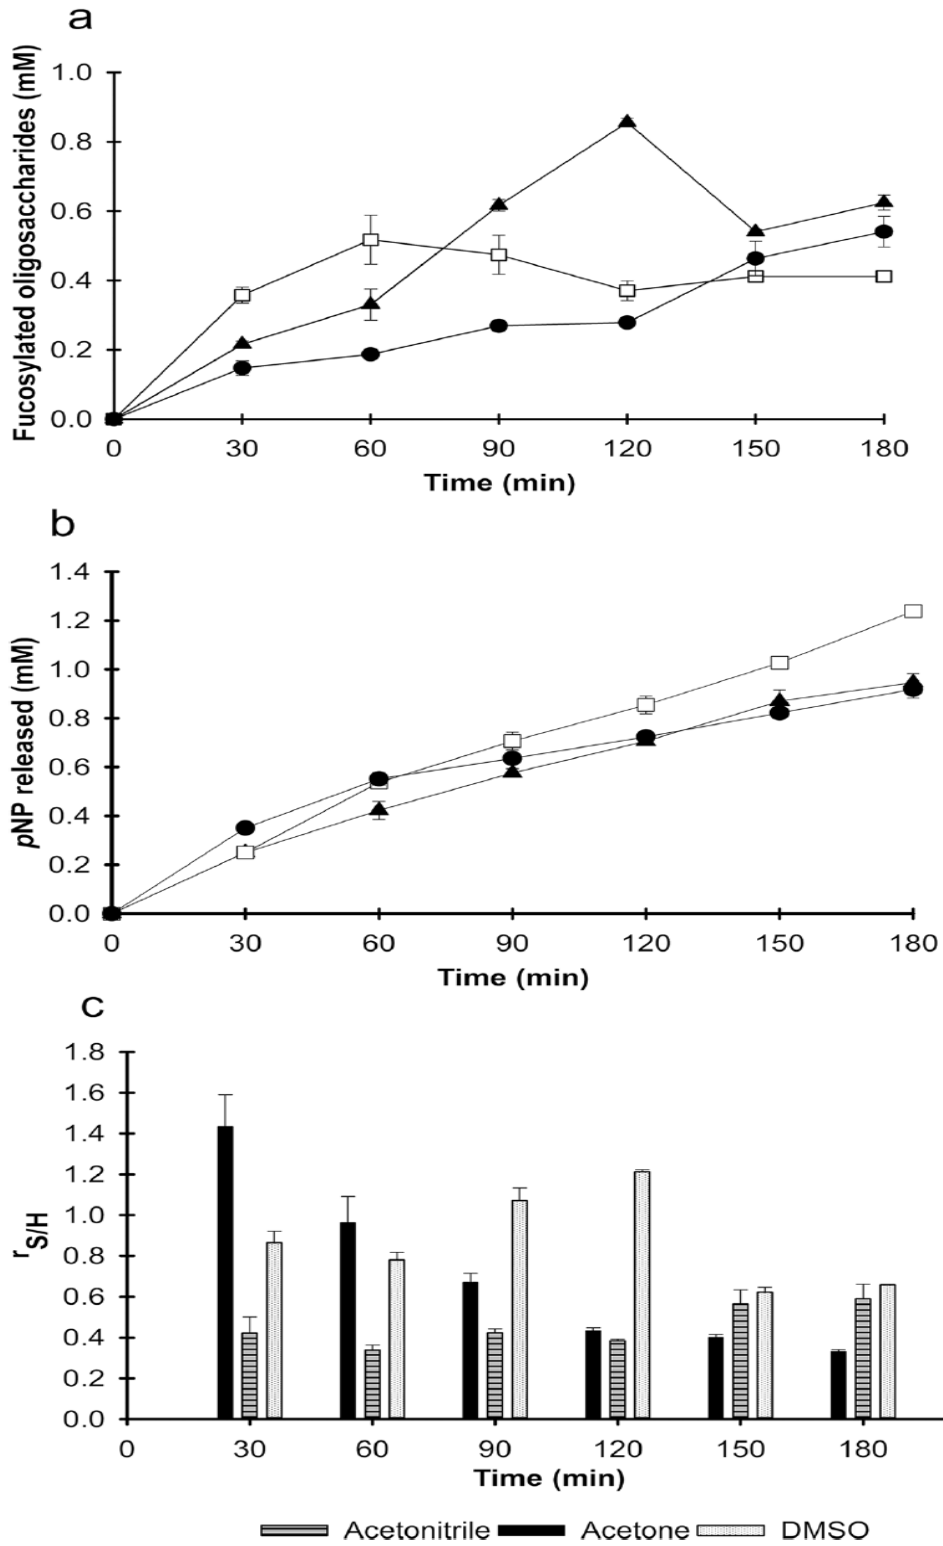 a
Fucosylated oligosaccharides (mM)
1.0
0.8
0.6
0.4
0.2
0.0
0 30 60 90 120 150 180
Time (min)
b
pNP released (mM)
1.4
1.2
1.0
0.8
0.6
0.4
0.2
0.0
0 30 60 90 120 150 180
Time (min)
c
rS/H
1.8
1.6
1.4
1.2
1.0
0.8
0.6
0.4
0.2
0.0
0 30 60 90 120 150 180
Time (min)
Acetonitrile Acetone DMSO